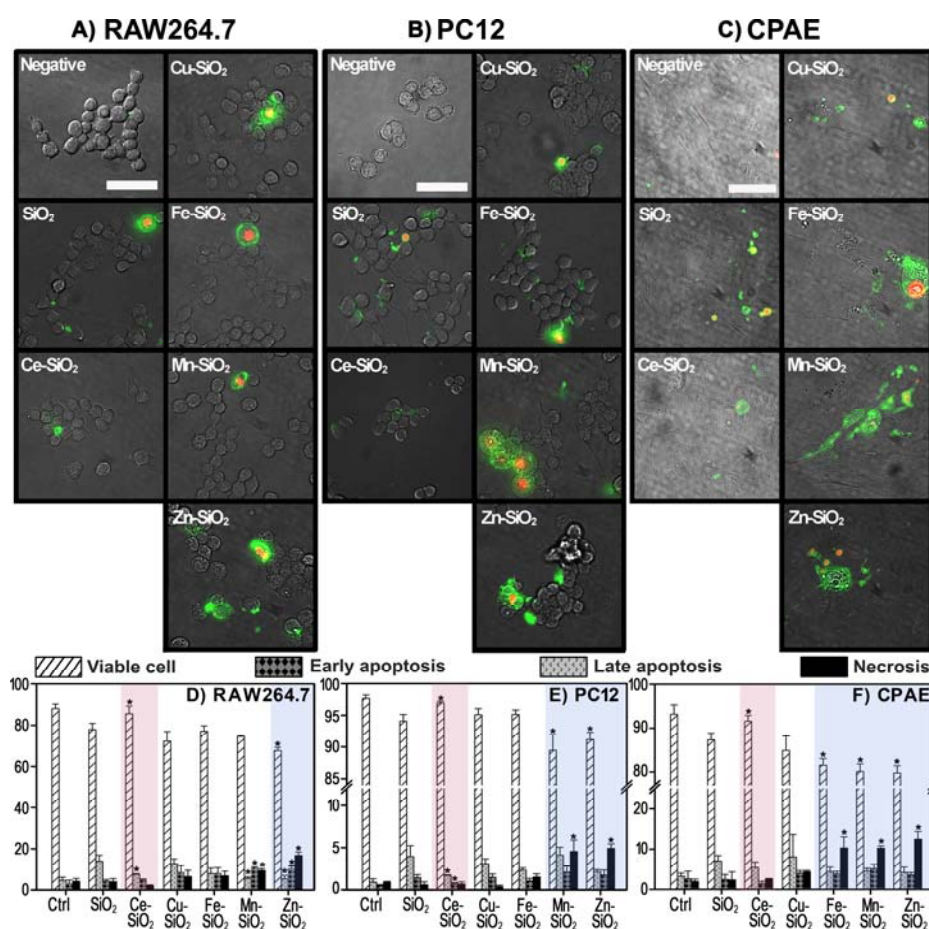 A) RAW264.7
B) PC12
C) CPAE
Negative
Cu-SiO₂
Negative
Cu-SiO₂
Negative
Cu-SiO₂
SiO₂
Fe-SiO₂
SiO₂
Fe-SiO₂
SiO₂
Fe-SiO₂
Ce-SiO₂
Mn-SiO₂
Ce-SiO₂
Mn-SiO₂
Ce-SiO₂
Mn-SiO₂
Zn-SiO₂
Zn-SiO₂
Zn-SiO₂
Viable cell
Early apoptosis
Late apoptosis
Necrosis
D) RAW264.7
100
80
60
40
20
0
Ctrl
SiO₂
Ce-
SiO₂
Cu-
SiO₂
Fe-
SiO₂
Mn-
SiO₂
Zn-
SiO₂
E) PC12
100
95
90
5
0
Ctrl
SiO₂
Ce-
SiO₂
Cu-
SiO₂
Fe-
SiO₂
Mn-
SiO₂
Zn-
SiO₂
F) CPAE
100
90
80
20
10
0
Ctrl
SiO₂
Ce-
SiO₂
Cu-
SiO₂
Fe-
SiO₂
Mn-
SiO₂
Zn-
SiO₂